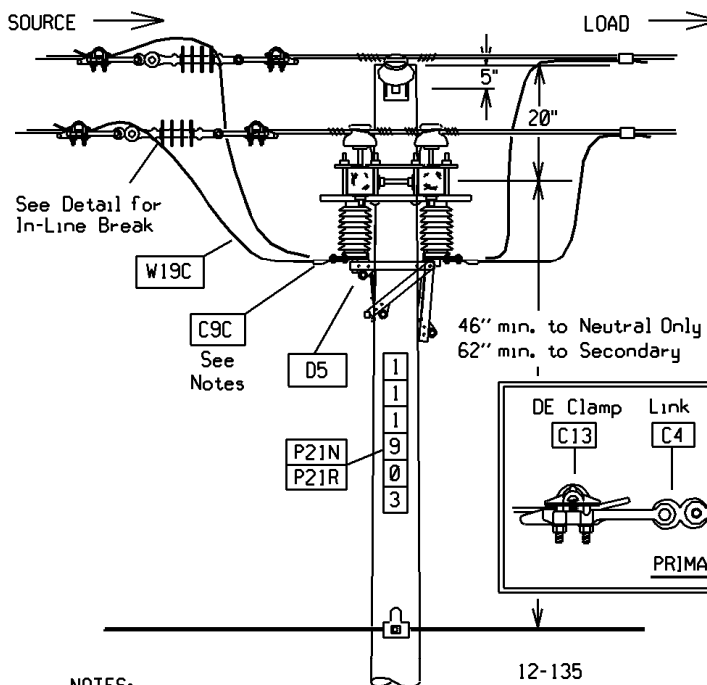 SOURCE
LOAD
5"
20"
See Detail for
In-Line Break
W19C
C9C
See
Notes
D5
46" min. to Neutral Only
62" min. to Secondary
1
1
1
9
0
3
P21N
P21R
DE Clamp Link
C13 C4
PRIMA
12-135
NOTES: